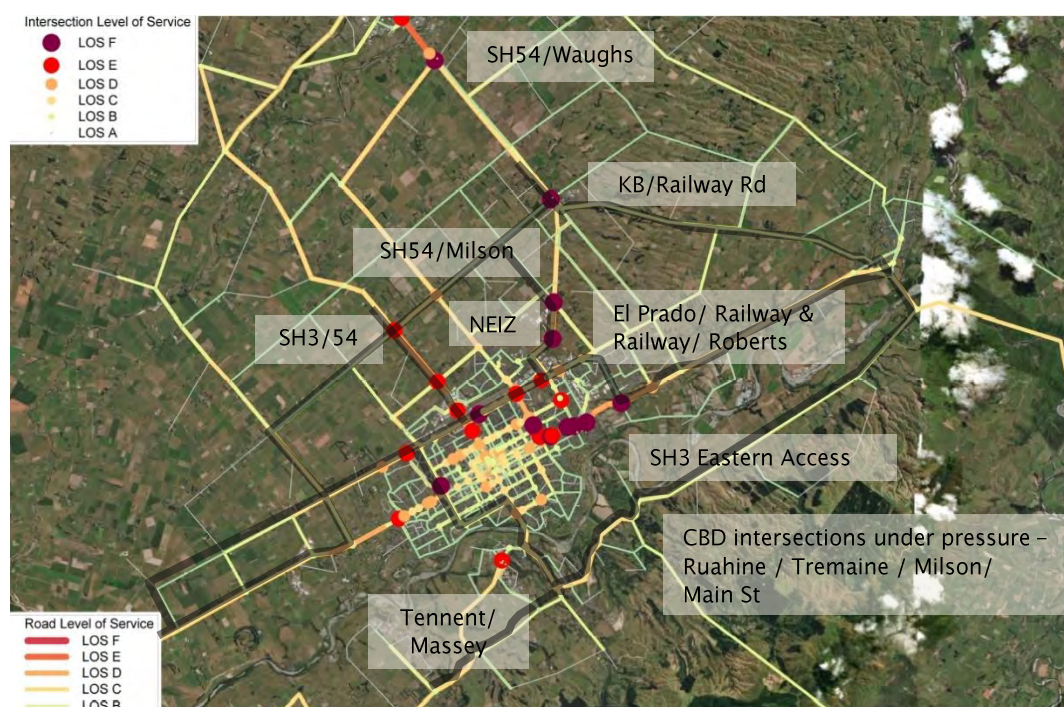 Intersection Level of Service
LOS F
LOS E
LOS D
LOS C
LOS B
LOS A
SH54/Waughs
KB/Railway Rd
SH54/Milson
NEIZ
El Prado/ Railway &
Railway/ Roberts
SH3/54
SH3 Eastern Access
CBD intersections under pressure –
Ruahine / Tremaine / Milson/
Main St
Tennent/
Massey
Road Level of Service
LOS F
LOS E
LOS D
LOS C
LOS B